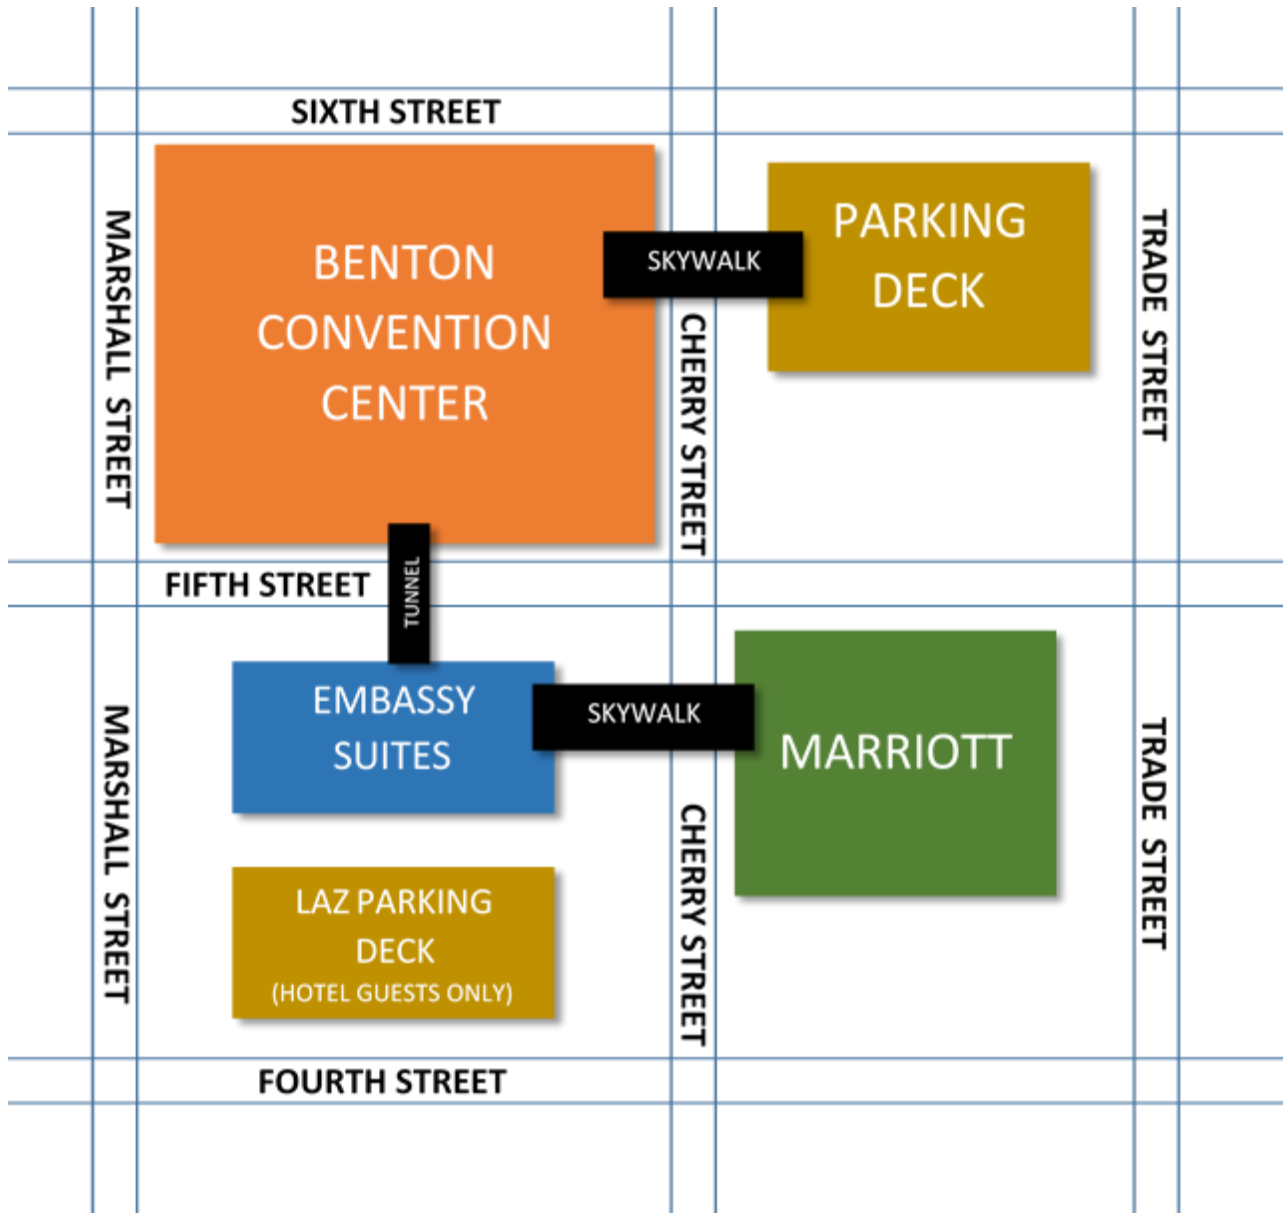 SIXTH STREET
MARSHALL STREET
BENTON
CONVENTION
CENTER
SKYWALK
PARKING
DECK
CHERRY STREET
TRADE STREET
FIFTH STREET
TUNNEL
MARSHALL STREET
EMBASSY
SUITES
SKYWALK
MARRIOTT
CHERRY STREET
TRADE STREET
LAZ PARKING
DECK
(HOTEL GUESTS ONLY)
FOURTH STREET